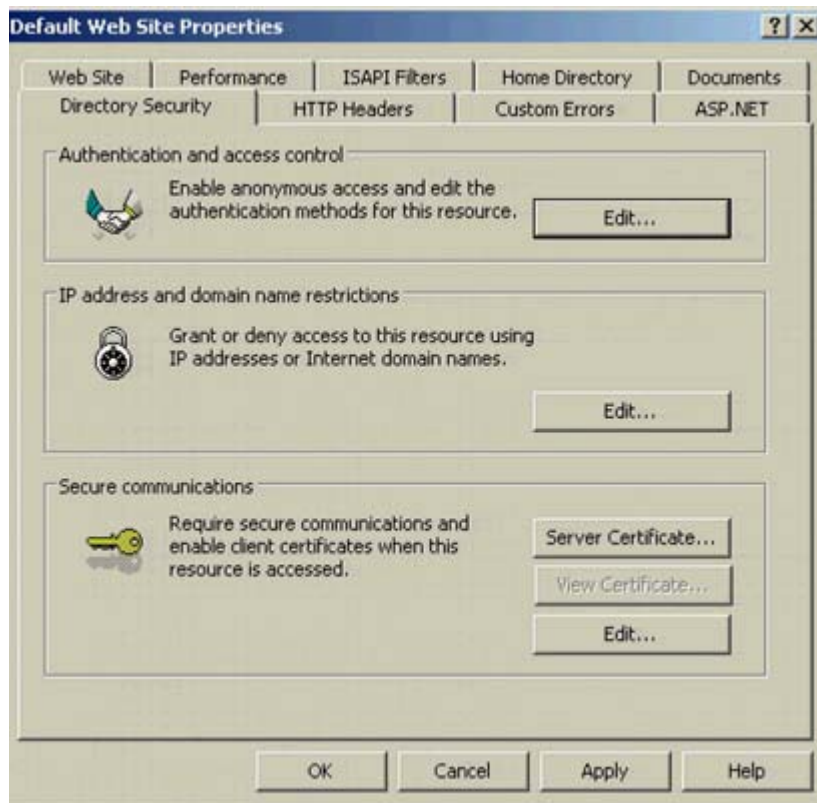 Default Web Site Properties
Web Site
Performance
ISAPI Filters
Home Directory
Documents
Directory Security
HTTP Headers
Custom Errors
ASP.NET
Authentication and access control
Enable anonymous access and edit the
authentication methods for this resource.
Edit...
IP address and domain name restrictions
Grant or deny access to this resource using
IP addresses or Internet domain names.
Edit...
Secure communications
Require secure communications and
enable client certificates when this
resource is accessed.
Server Certificate...
View Certificate...
Edit...
OK
Cancel
Apply
Help